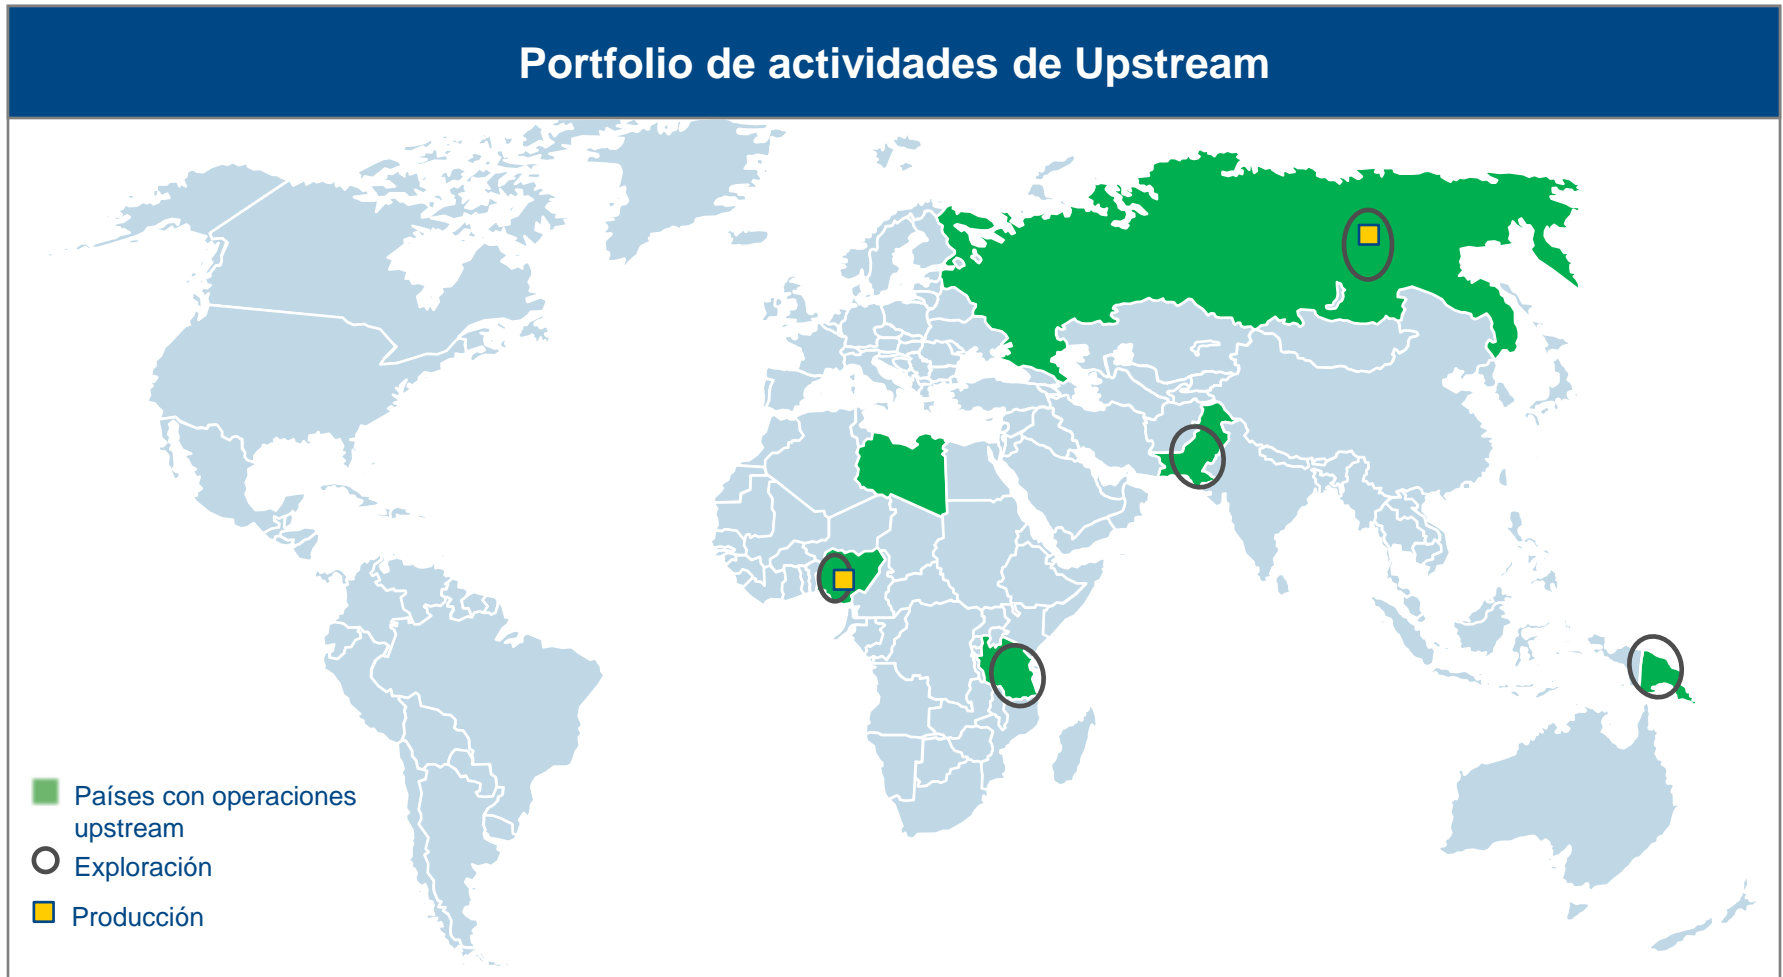 Portfolio de actividades de Upstream
Países con operaciones
upstream
Exploración
Producción